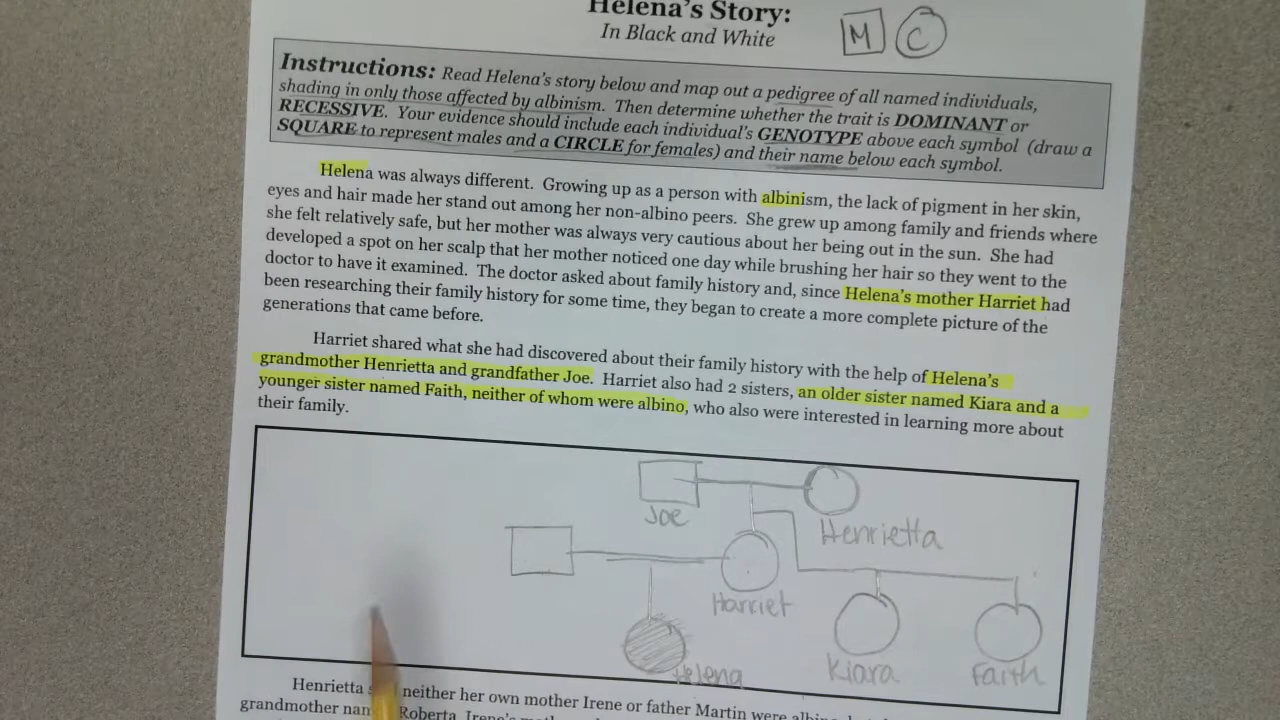 Helena's Story:
In Black and White
M C
Instructions: Read Helena's story below and map out a pedigree of all named individuals,
shading in only those affected by albinism. Then determine whether the trait is DOMINANT or
RECESSIVE. Your evidence should include each individual's GENOTYPE above each symbol (draw a
SQUARE to represent males and a CIRCLE for females) and their name below each symbol.
Helena was always different. Growing up as a person with albinism, the lack of pigment in her skin,
eyes and hair made her stand out among her non-albino peers. She grew up among family and friends where
she felt relatively safe, but her mother was always very cautious about her being out in the sun. She had
developed a spot on her scalp that her mother noticed one day while brushing her hair so they went to the
doctor to have it examined. The doctor asked about family history and, since Helena's mother Harriet had
been researching their family history for some time, they began to create a more complete picture of the
generations that came before.
Harriet shared what she had discovered about their family history with the help of Helena's
grandmother Henrietta and grandfather Joe. Harriet also had 2 sisters, an older sister named Kiara and a
younger sister named Faith, neither of whom were albino, who also were interested in learning more about
their family.
Joe
Henrietta
Harriet
Helena
Kiara
Faith
Henrietta neither her own mother Irene or father Martin were
grandmother Roberta, Irene's